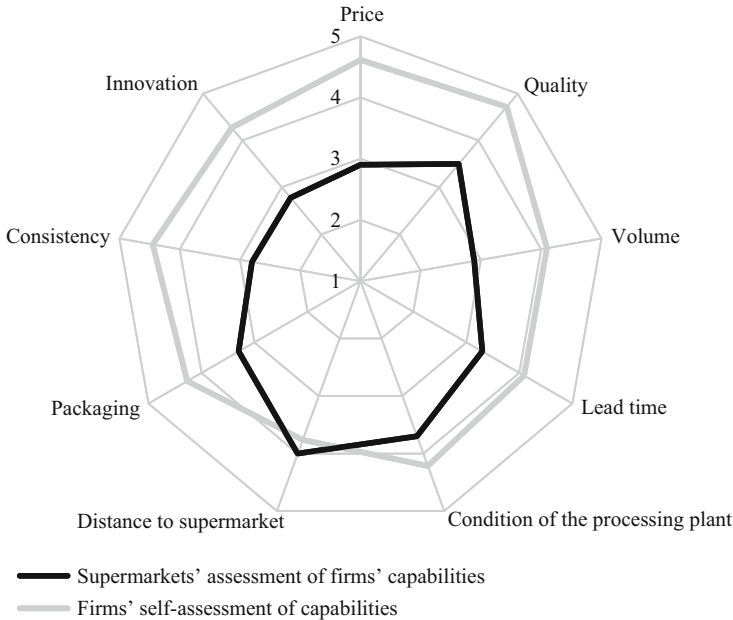 Price
5
Innovation
Quality
4
3
2
Consistency
Volume
1
Packaging
Lead time
Distance to supermarket
Condition of the processing plant
Supermarkets’ assessment of firms’ capabilities
Firms’ self-assessment of capabilities